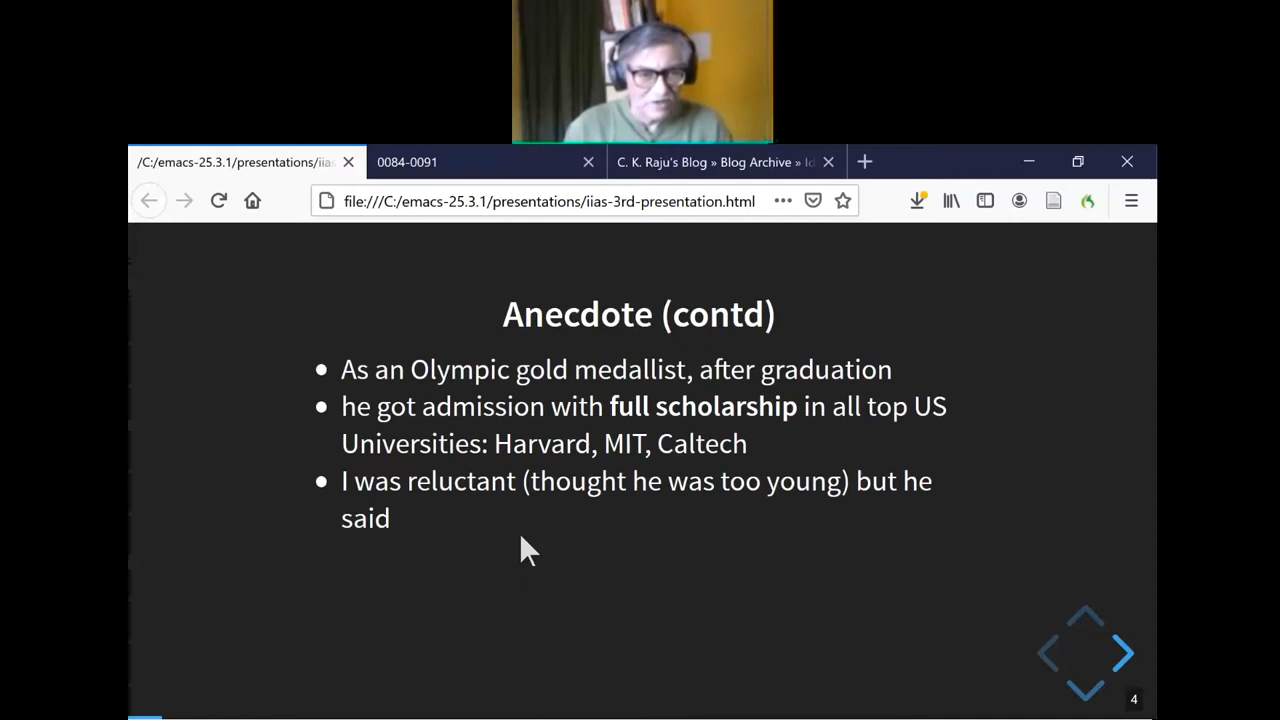 /C:/emacs-25.3.1/presentations/iias
0084-0091
C. K. Raju's Blog » Blog Archive » Id
file:///C:/emacs-25.3.1/presentations/iias-3rd-presentation.html
Anecdote (contd)
As an Olympic gold medallist, after graduation
he got admission with full scholarship in all top US
Universities: Harvard, MIT, Caltech
I was reluctant (thought he was too young) but he
said
4